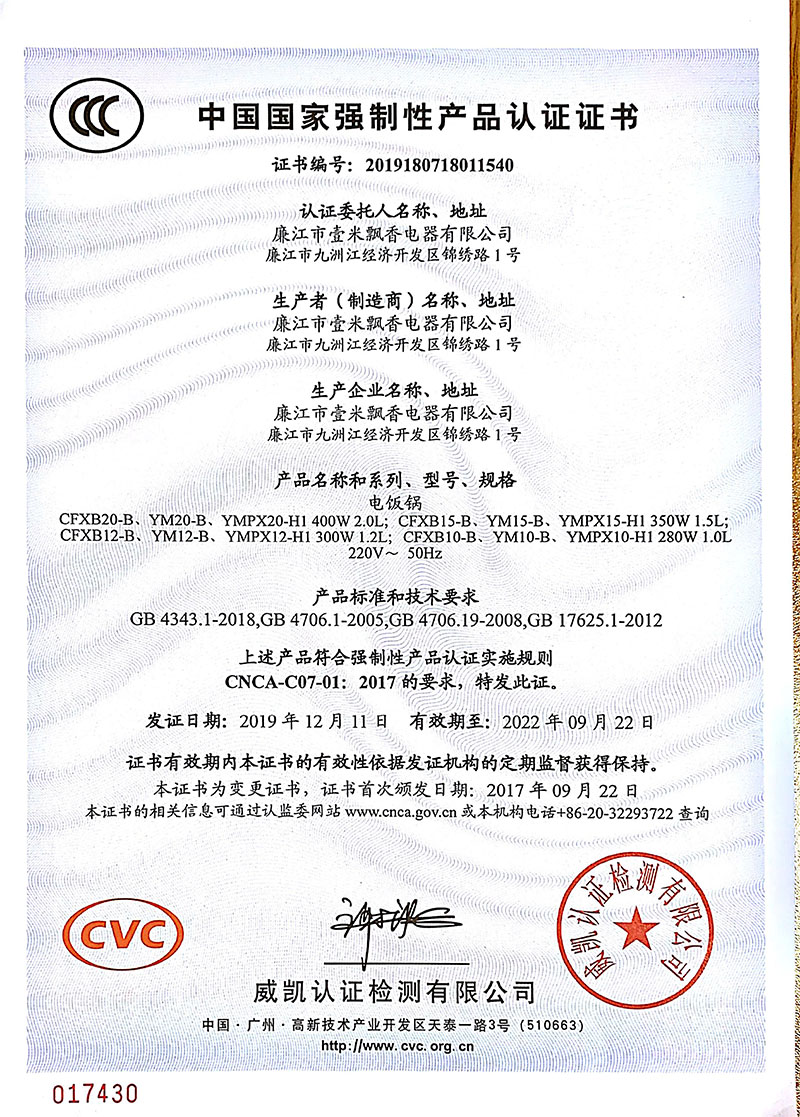 中国国家强制性产品认证证书
证书编号：2019180718011540
认证委托人名称、地址
廉江市壹米飘香电器有限公司
廉江市九洲江经济开发区锦绣路 1 号
生产者（制造商）名称、地址
廉江市壹米飘香电器有限公司
廉江市九洲江经济开发区锦绣路 1 号
生产企业名称、地址
廉江市壹米飘香电器有限公司
廉江市九洲江经济开发区锦绣路 1 号
产品名称和系列、型号、规格
电饭锅
CFXB20-B、YM20-B、YMPX20-H1 400W 2.0L；CFXB15-B、YM15-B、YMPX15-H1 350W 1.5L；
CFXB12-B、YM12-B、YMPX12-H1 300W 1.2L；CFXB10-B、YM10-B、YMPX10-H1 280W 1.0L
220V～ 50Hz
产品标准和技术要求
GB 4343.1-2018,GB 4706.1-2005,GB 4706.19-2008,GB 17625.1-2012
上述产品符合强制性产品认证实施规则
CNCA-C07-01：2017 的要求，特发此证。
发证日期：2019 年 12 月 11 日 有效期至：2022 年 09 月 22 日
证书有效期内本证书的有效性依据发证机构的定期监督获得保持。
本证书为变更证书，证书首次颁发日期：2017 年 09 月 22 日
本证书的相关信息可通过认监委网站 www.cnca.gov.cn 或本机构电话+86-20-32293722 查询
CVC
威凯认证检测有限公司
威凯认证检测有限公司
中国·广州·高新技术产业开发区天泰一路3号（510663）
http://www.cvc.org.cn
017430